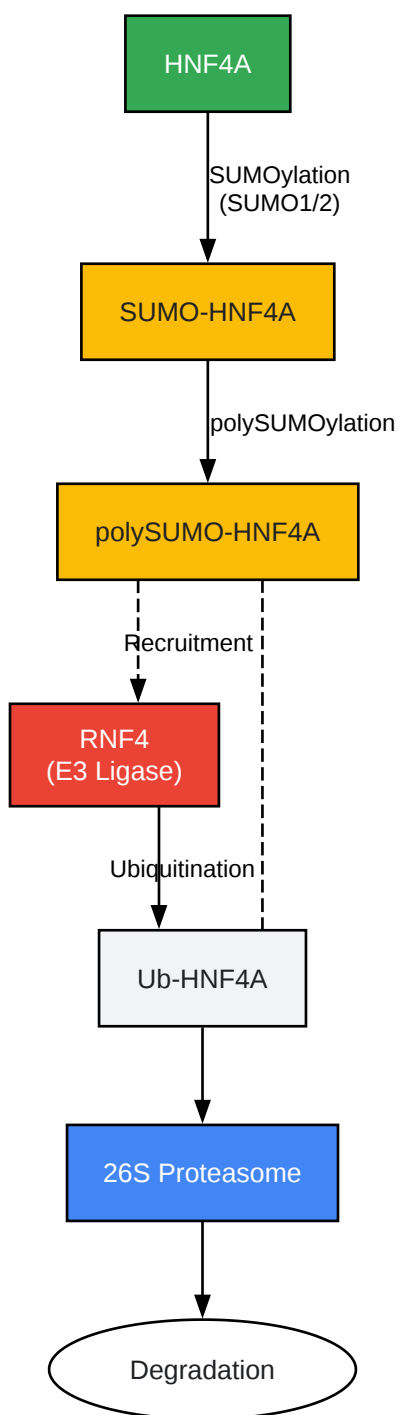 HNF4A
SUMOylation
(SUMO1/2)
SUMO-HNF4A
polySUMOylation
polySUMO-HNF4A
Recruitment
RNF4
(E3 Ligase)
Ubiquitination
Ub-HNF4A
26S Proteasome
Degradation